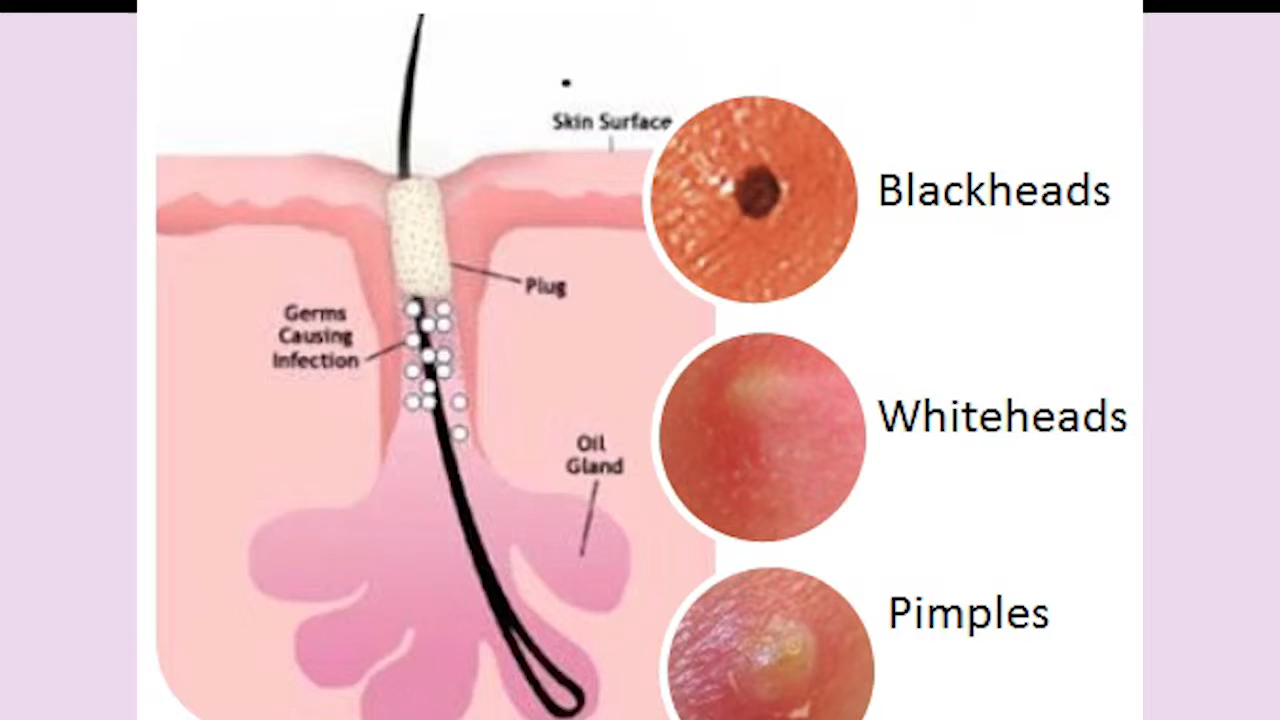 Skin Surface
Blackheads
Plug
Germs
Causing
Infection
Whiteheads
Oil
Gland
Pimples